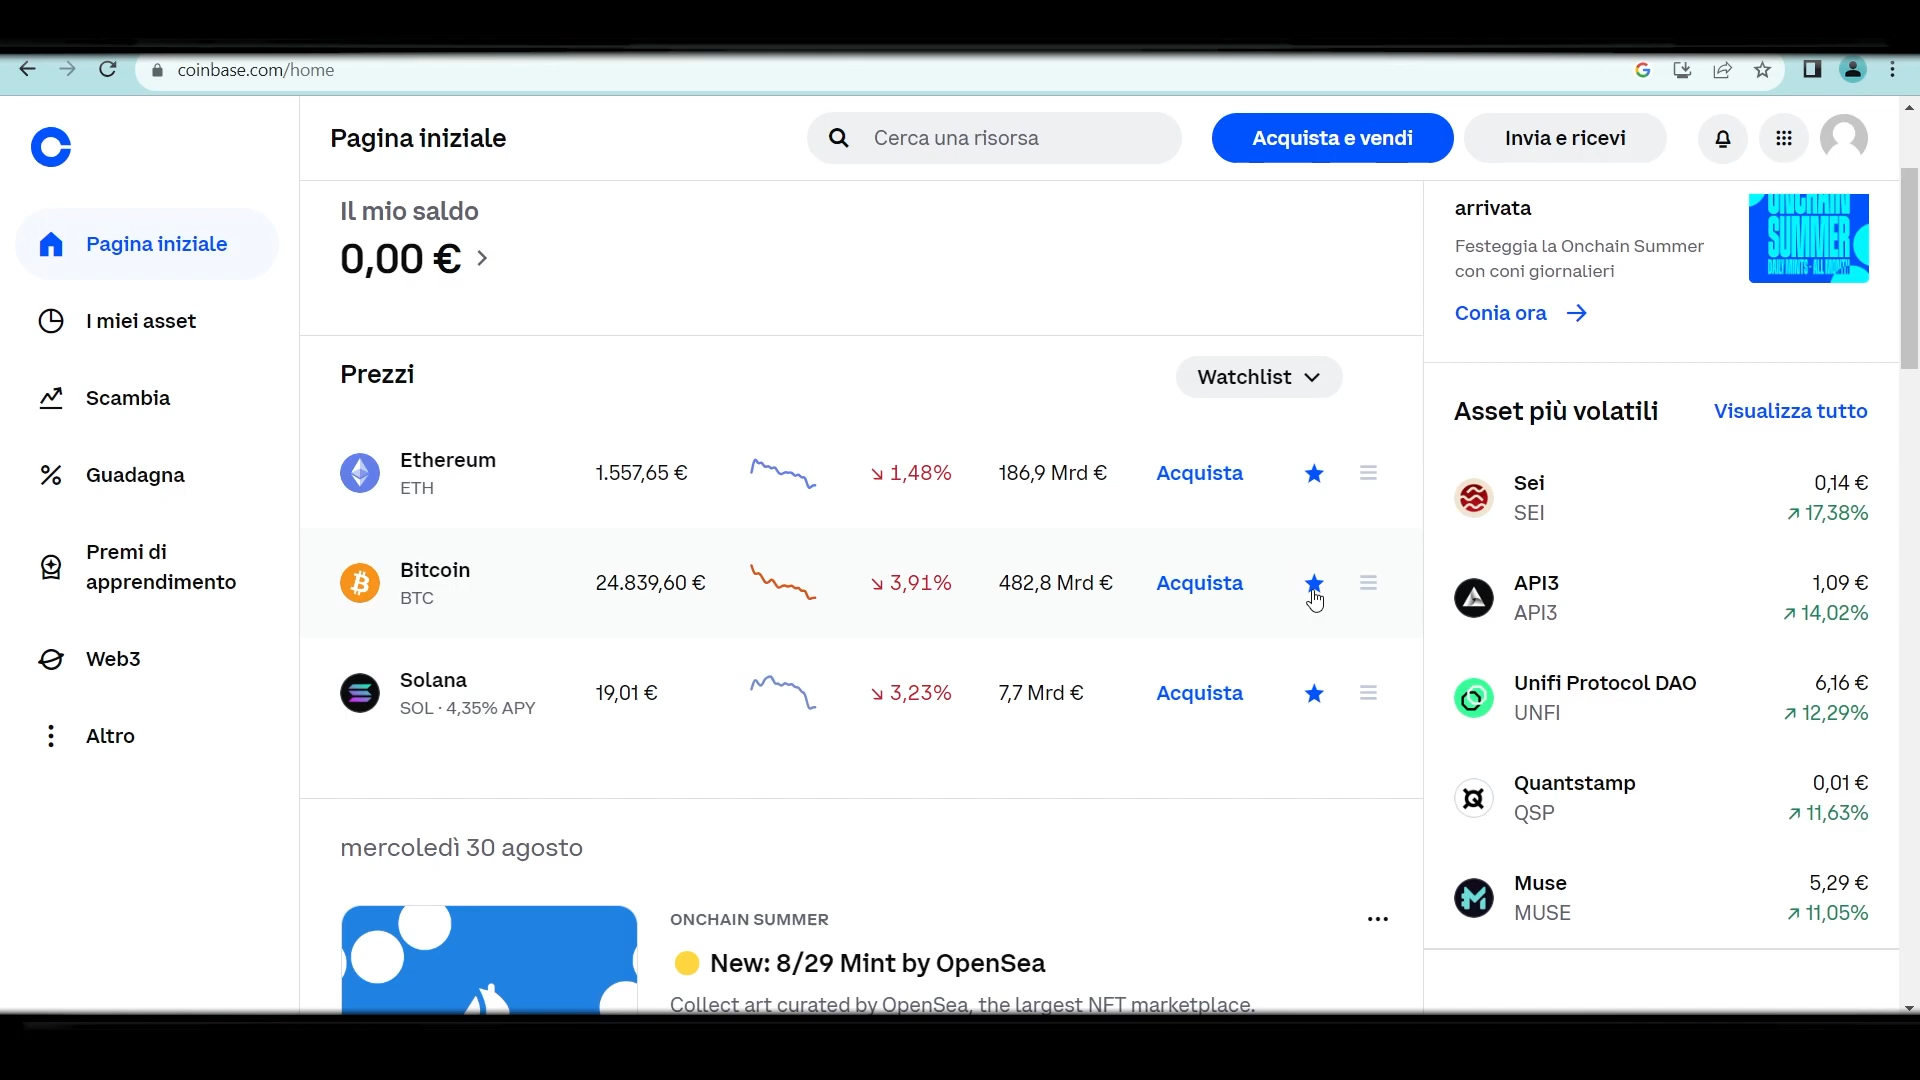 coinbase.com/home
Pagina iniziale
Cerca una risorsa
Acquista e vendi
Invia e ricevi
Pagina iniziale
I miei asset
Scambia
Guadagna
Premi di
apprendimento
Web3
Altro
Il mio saldo
0,00 €
Prezzi
Watchlist
Ethereum
ETH
1.557,65 €
↘ 1,48%
186,9 Mrd €
Acquista
Bitcoin
BTC
24.839,60 €
↘ 3,91%
482,8 Mrd €
Acquista
Solana
SOL · 4,35% APY
19,01 €
↘ 3,23%
7,7 Mrd €
Acquista
mercoledì 30 agosto
ONCHAIN SUMMER
New: 8/29 Mint by OpenSea
Collect art curated by OpenSea, the largest NFT marketplace.
arrivata
Festeggia la Onchain Summer
con coni giornalieri
Conia ora →
ONCHAIN
SUMMER
DAILY MINTS · ALL MONTH
Asset più volatili
Visualizza tutto
Sei
SEI
0,14 €
↗ 17,38%
API3
API3
1,09 €
↗ 14,02%
Unifi Protocol DAO
UNFI
6,16 €
↗ 12,29%
Quantstamp
QSP
0,01 €
↗ 11,63%
Muse
MUSE
5,29 €
↗ 11,05%